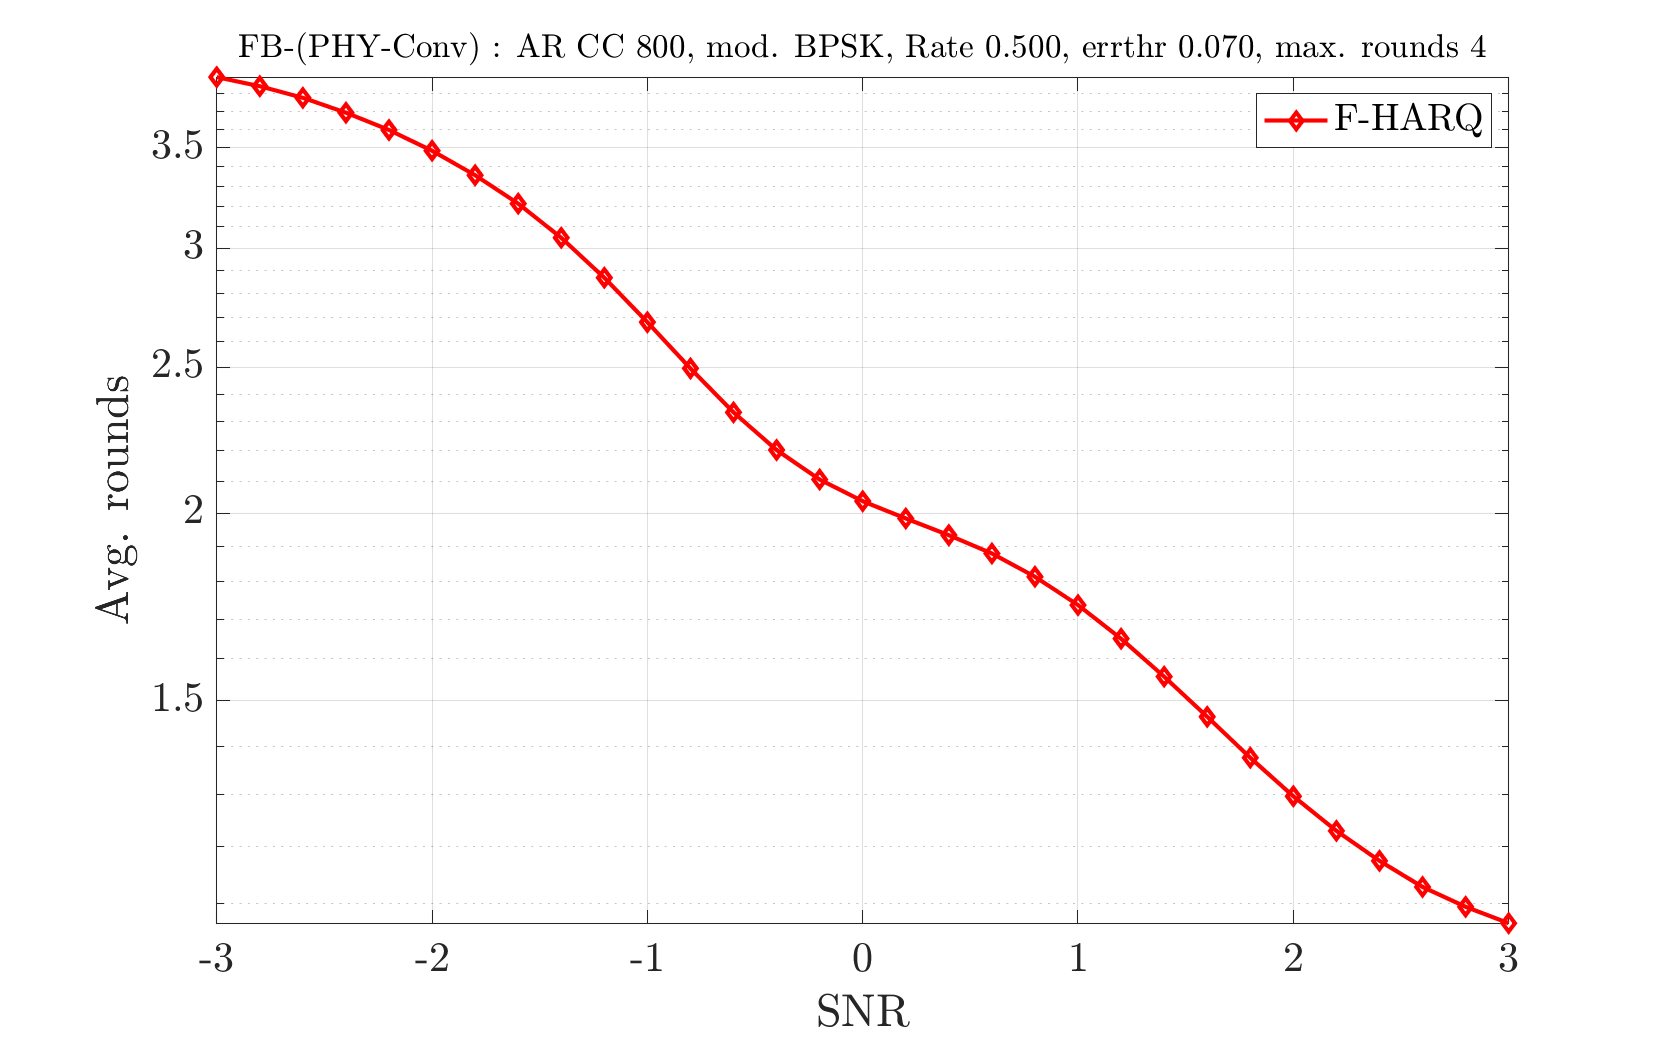 FB-(PHY-Conv) : AR CC 800, mod. BPSK, Rate 0.500, errthr 0.070, max. rounds 4
F-HARQ
3.5
3
2.5
2
1.5
Avg. rounds
-3 -2 -1 0 1 2 3
SNR